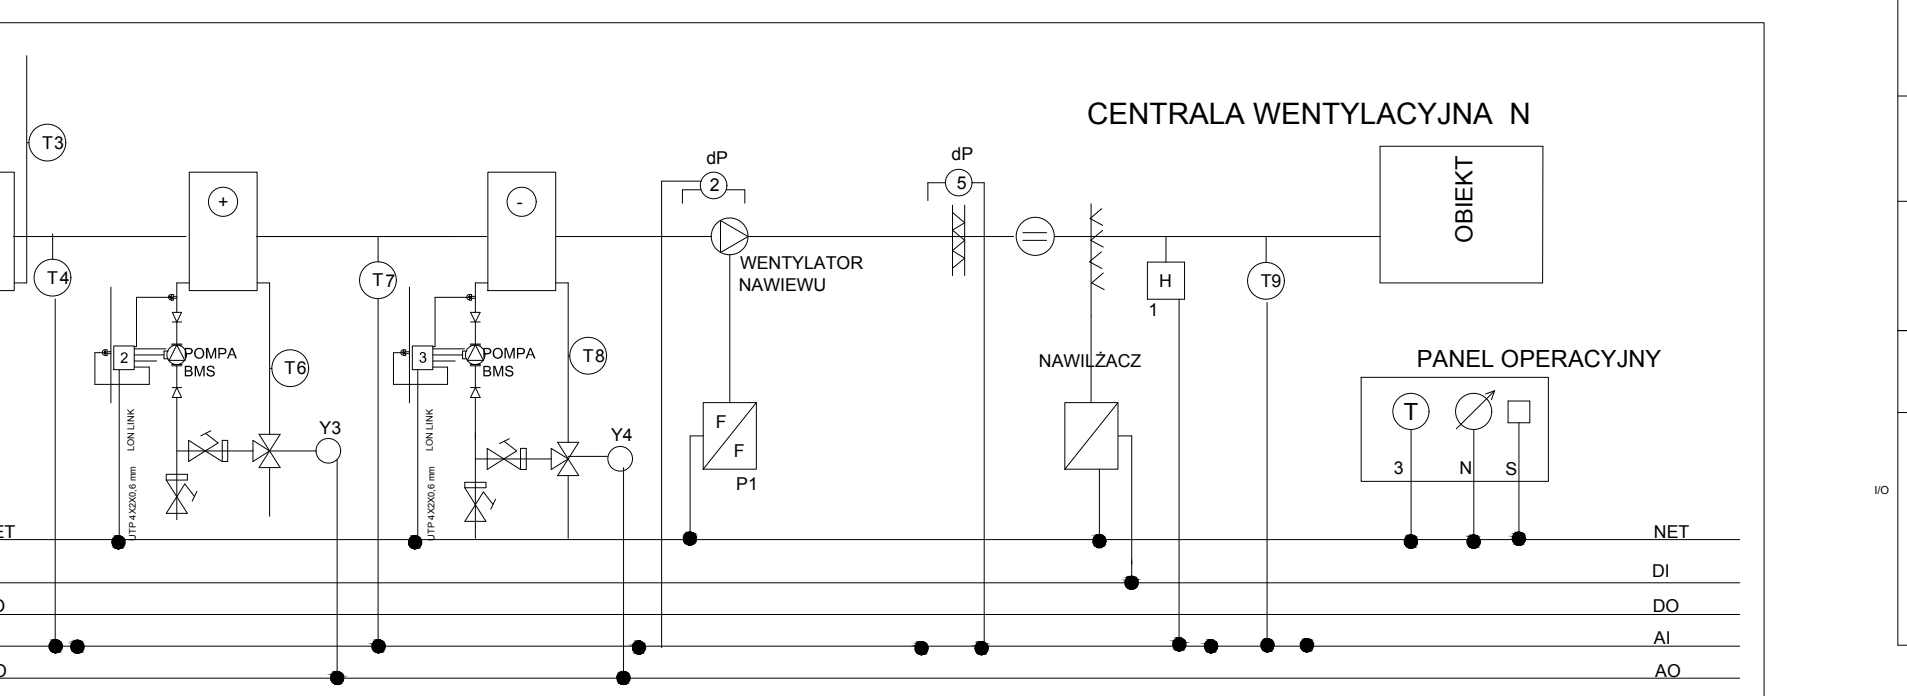 CENTRALA WENTYLACYJNA N
T3
dP
dP
2
5
+
-
OBIEKT
T4
T7
WENTYLATOR
NAWIEWU
H
1
T9
2
POMPA
BMS
T6
3
POMPA
BMS
T8
NAWILŻACZ
PANEL OPERACYJNY
T
3
N
S
Y3
Y4
F
F
P1
UTP 4X2X0,6 mm LON LINK
UTP 4X2X0,6 mm LON LINK
I/O
ET
NET
DI
DO
AI
AO